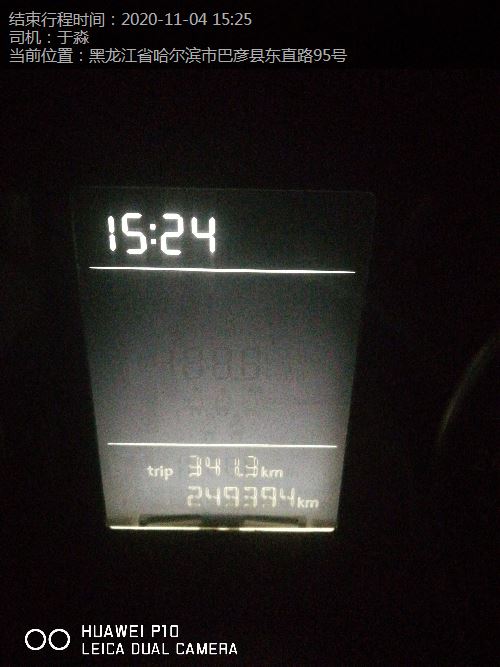 结束行程时间：2020-11-04 15:25
司机：于淼
当前位置：黑龙江省哈尔滨市巴彦县东直路95号
15:24
trip 341.3km
249394km
HUAWEI P10
LEICA DUAL CAMERA